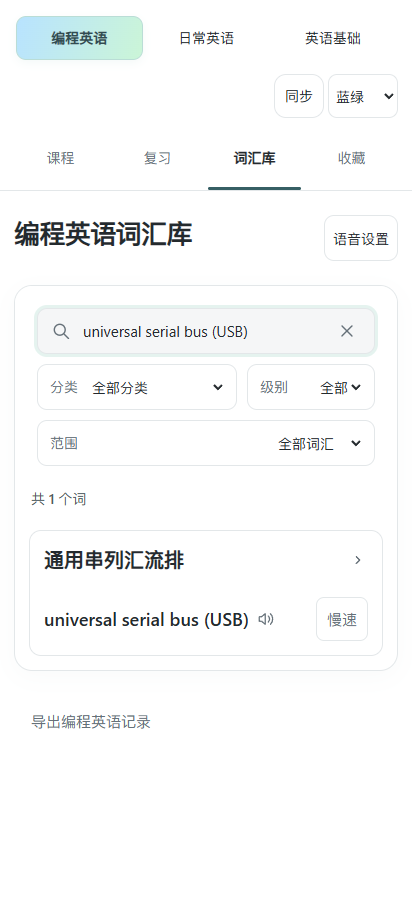 编程英语 日常英语 英语基础
同步 蓝绿
课程 复习 词汇库 收藏
编程英语词汇库 语音设置
universal serial bus (USB)
分类 全部分类 级别 全部
范围 全部词汇
共 1 个词
通用串列汇流排
universal serial bus (USB) 慢速
导出编程英语记录